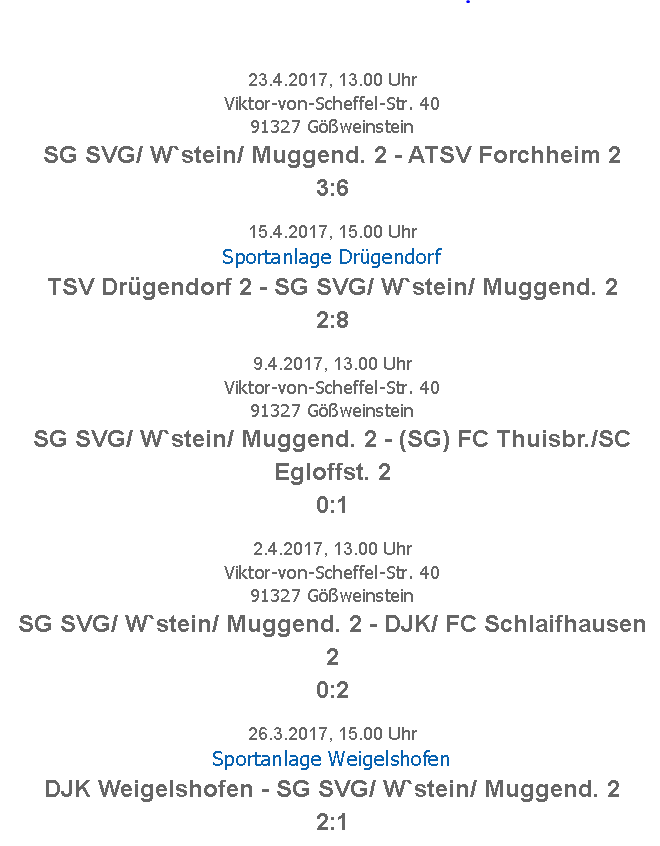 23.4.2017, 13.00 Uhr
Viktor-von-Scheffel-Str. 40
91327 Gößweinstein
SG SVG/ W`stein/ Muggend. 2 - ATSV Forchheim 2
3:6
15.4.2017, 15.00 Uhr
Sportanlage Drügendorf
TSV Drügendorf 2 - SG SVG/ W`stein/ Muggend. 2
2:8
9.4.2017, 13.00 Uhr
Viktor-von-Scheffel-Str. 40
91327 Gößweinstein
SG SVG/ W`stein/ Muggend. 2 - (SG) FC Thuisbr./SC
Egloffst. 2
0:1
2.4.2017, 13.00 Uhr
Viktor-von-Scheffel-Str. 40
91327 Gößweinstein
SG SVG/ W`stein/ Muggend. 2 - DJK/ FC Schlaifhausen
2
0:2
26.3.2017, 15.00 Uhr
Sportanlage Weigelshofen
DJK Weigelshofen - SG SVG/ W`stein/ Muggend. 2
2:1